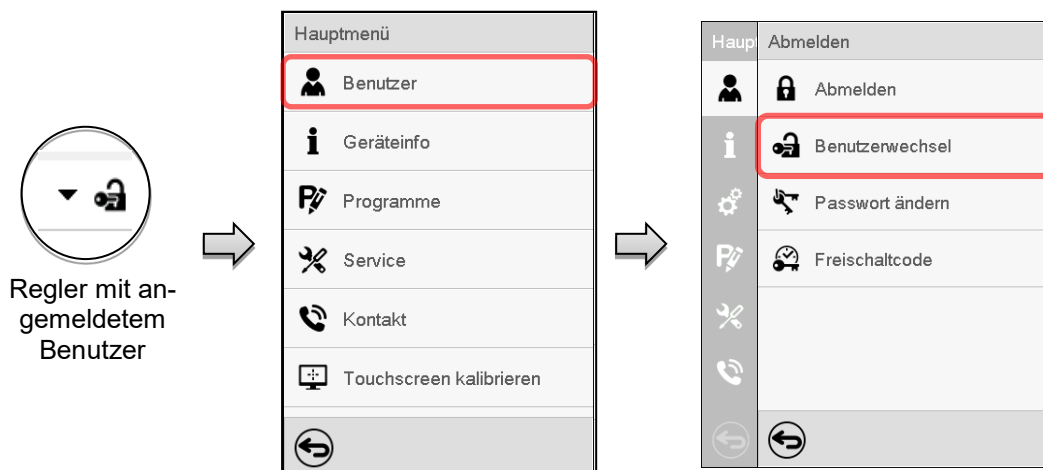 Regler mit an-
gemeldetem
Benutzer
Hauptmenü
Benutzer
Geräteinfo
Programme
Service
Kontakt
Touchscreen kalibrieren
Haup
Abmelden
Abmelden
Benutzerwechsel
Passwort ändern
Freischaltcode